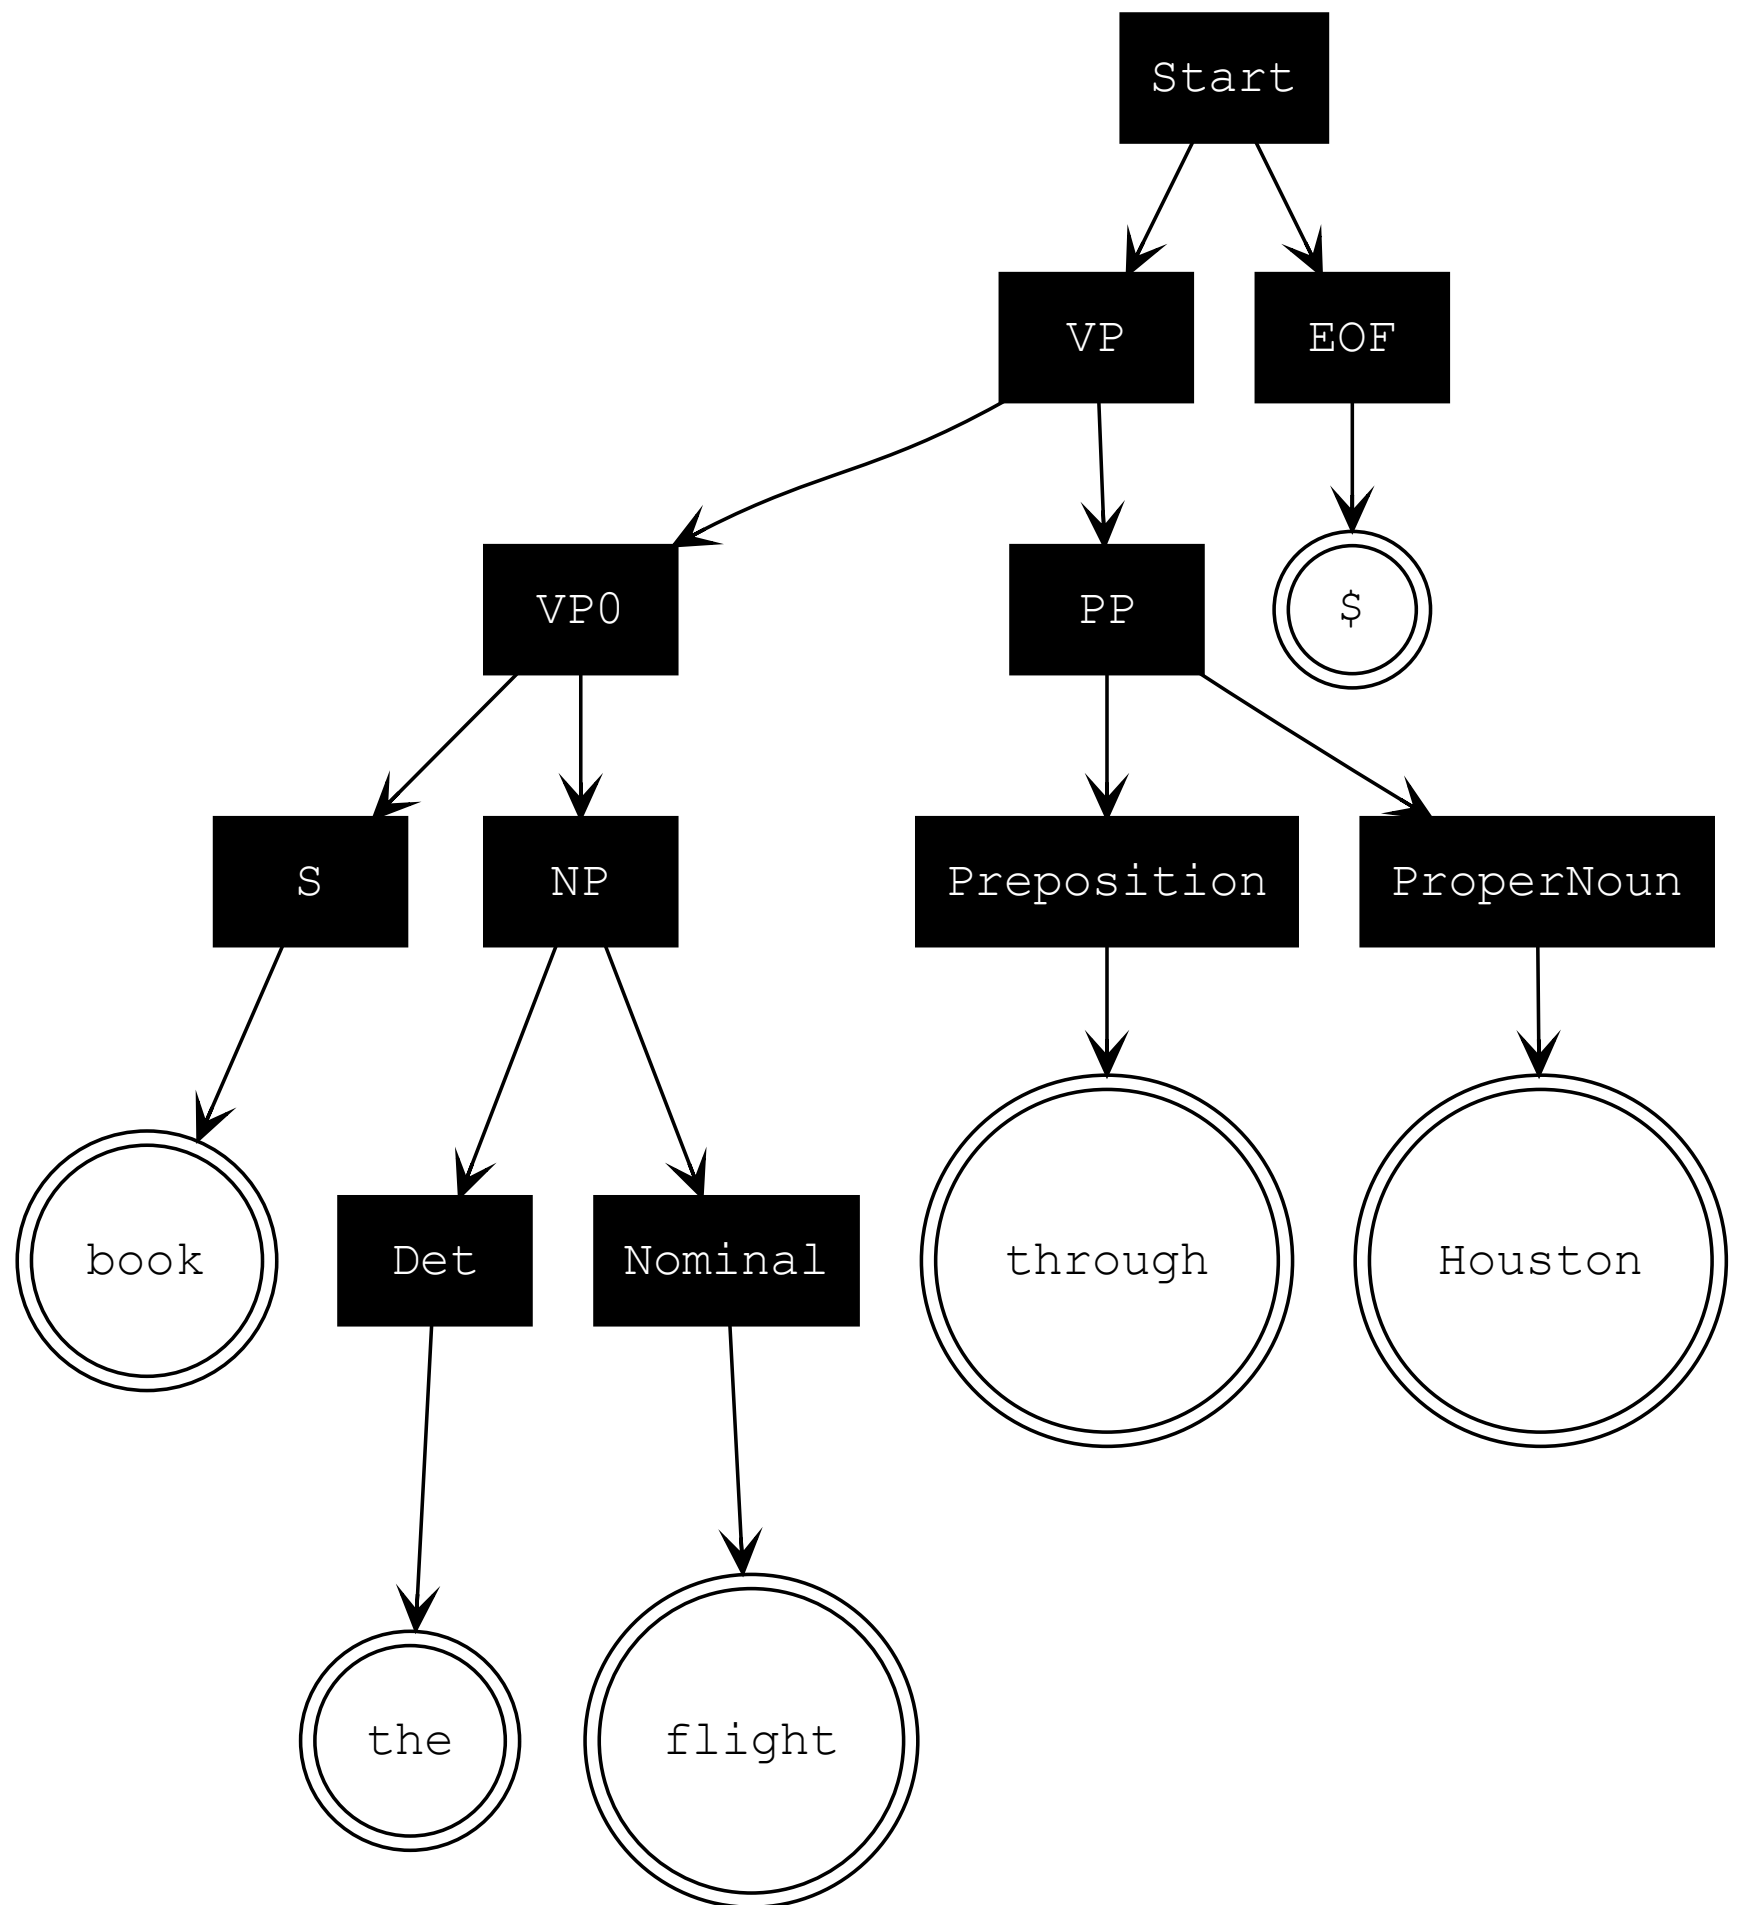 Start
VP EOF
VP0 PP $
S NP Preposition ProperNoun
book Det Nominal through Houston
the flight